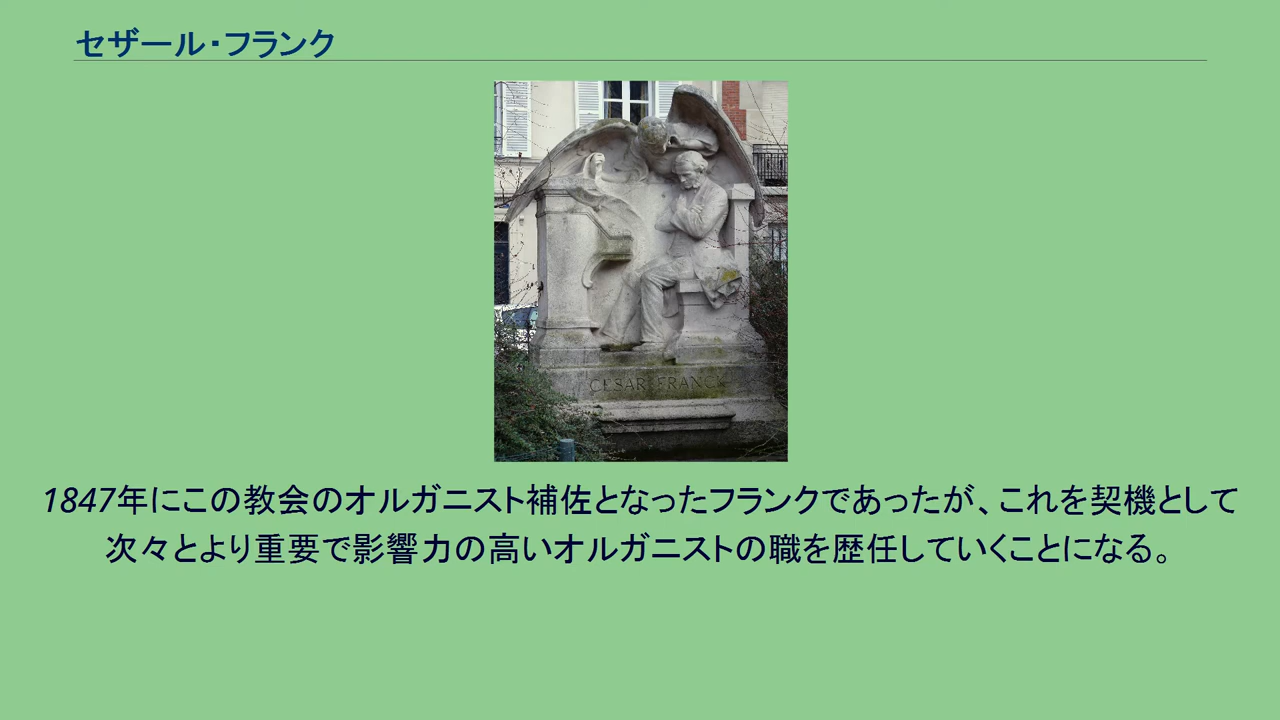 セザール・フランク
CESAR FRANCK
1847年にこの教会のオルガニスト補佐となったフランクであったが、これを契機として
次々とより重要で影響力の高いオルガニストの職を歴任していくことになる。